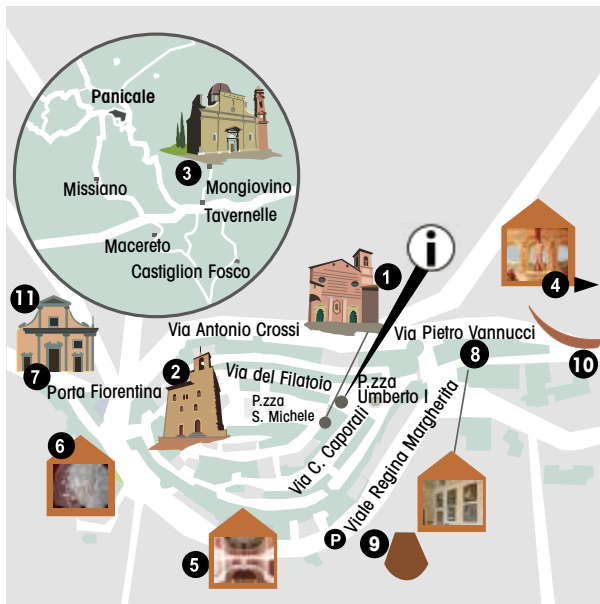 Panicale
3
Missiano
Mongiovino
Tavernelle
Macereto
Castiglion Fosco
i
1
4
11
Via Antonio Crossi
Via Pietro Vannucci
8
10
7
Porta Fiorentina
2
Via del Filatoio
P.zza
S. Michele
P.zza
Umberto I
Via C. Caporali
Viale Regina Margherita
6
5
P
9